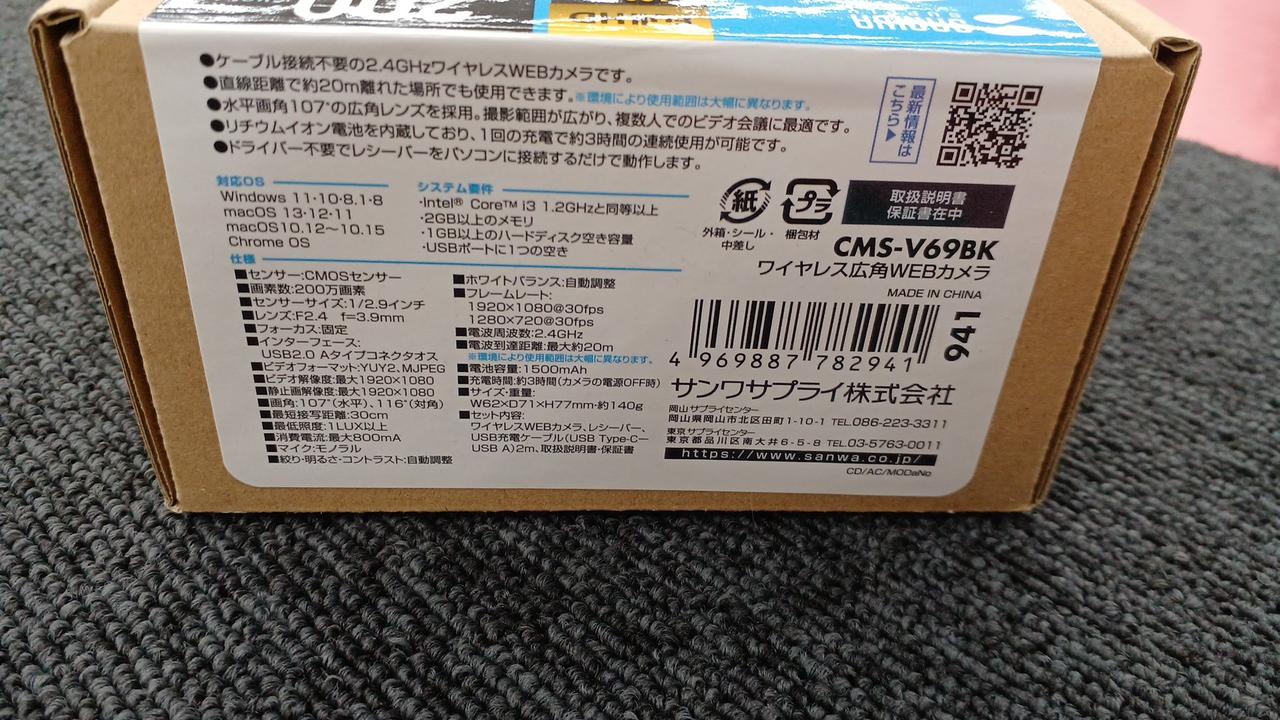 ●ケーブル接続不要の2.4GHzワイヤレスWEBカメラです。
●直線距離で約20m離れた場所でも使用できます。※環境により使用範囲は大幅に異なります。
●水平画角107°の広角レンズを採用。撮影範囲が広がり、複数人でのビデオ会議に最適です。
●リチウムイオン電池を内蔵しており、1回の充電で約3時間の連続使用が可能です。
●ドライバー不要でレシーバーをパソコンに接続するだけで動作します。
最新情報は
こちら▶
対応OS
Windows 11・10・8.1・8
macOS 13・12・11
macOS10.12~10.15
Chrome OS
システム要件
・Intel® Core™ i3 1.2GHzと同等以上
・2GB以上のメモリ
・1GB以上のハードディスク空き容量
・USBポートに1つの空き
紙
外箱・シール・
中差し
プラ
梱包材
取扱説明書
保証書在中
CMS-V69BK
ワイヤレス広角WEBカメラ
MADE IN CHINA
仕様
■センサー:CMOSセンサー
■画素数:200万画素
■センサーサイズ:1/2.9インチ
■レンズ:F2.4 f=3.9mm
■フォーカス:固定
■インターフェース:
USB2.0 Aタイプコネクタオス
■ビデオフォーマット:YUY2、MJPEG
■ビデオ解像度:最大1920×1080
■静止画解像度:最大1920×1080
■画角:107°(水平)、116°(対角)
■最短接写距離:30cm
■最低照度:1LUX以上
■消費電流:最大800mA
■マイク:モノラル
■絞り・明るさ・コントラスト:自動調整
■ホワイトバランス:自動調整
■フレームレート:
1920×1080@30fps
1280×720@30fps
■電波周波数:2.4GHz
■電波到達距離:最大約20m
※環境により使用範囲は大幅に異なります。
■電池容量:1500mAh
■充電時間:約3時間(カメラの電源OFF時)
■サイズ・重量:
W62×D71×H77mm・約140g
■セット内容:
ワイヤレスWEBカメラ、レシーバー、
USB充電ケーブル(USB Type-C−
USB A)2m、取扱説明書・保証書
4 969887 782941
941
サンワサプライ株式会社
岡山サプライセンター
岡山県岡山市北区田町1-10-1 TEL.086-223-3311
東京サプライセンター
東京都品川区南大井6-5-8 TEL.03-5763-0011
https://www.sanwa.co.jp/
CD/AC/MODaNo